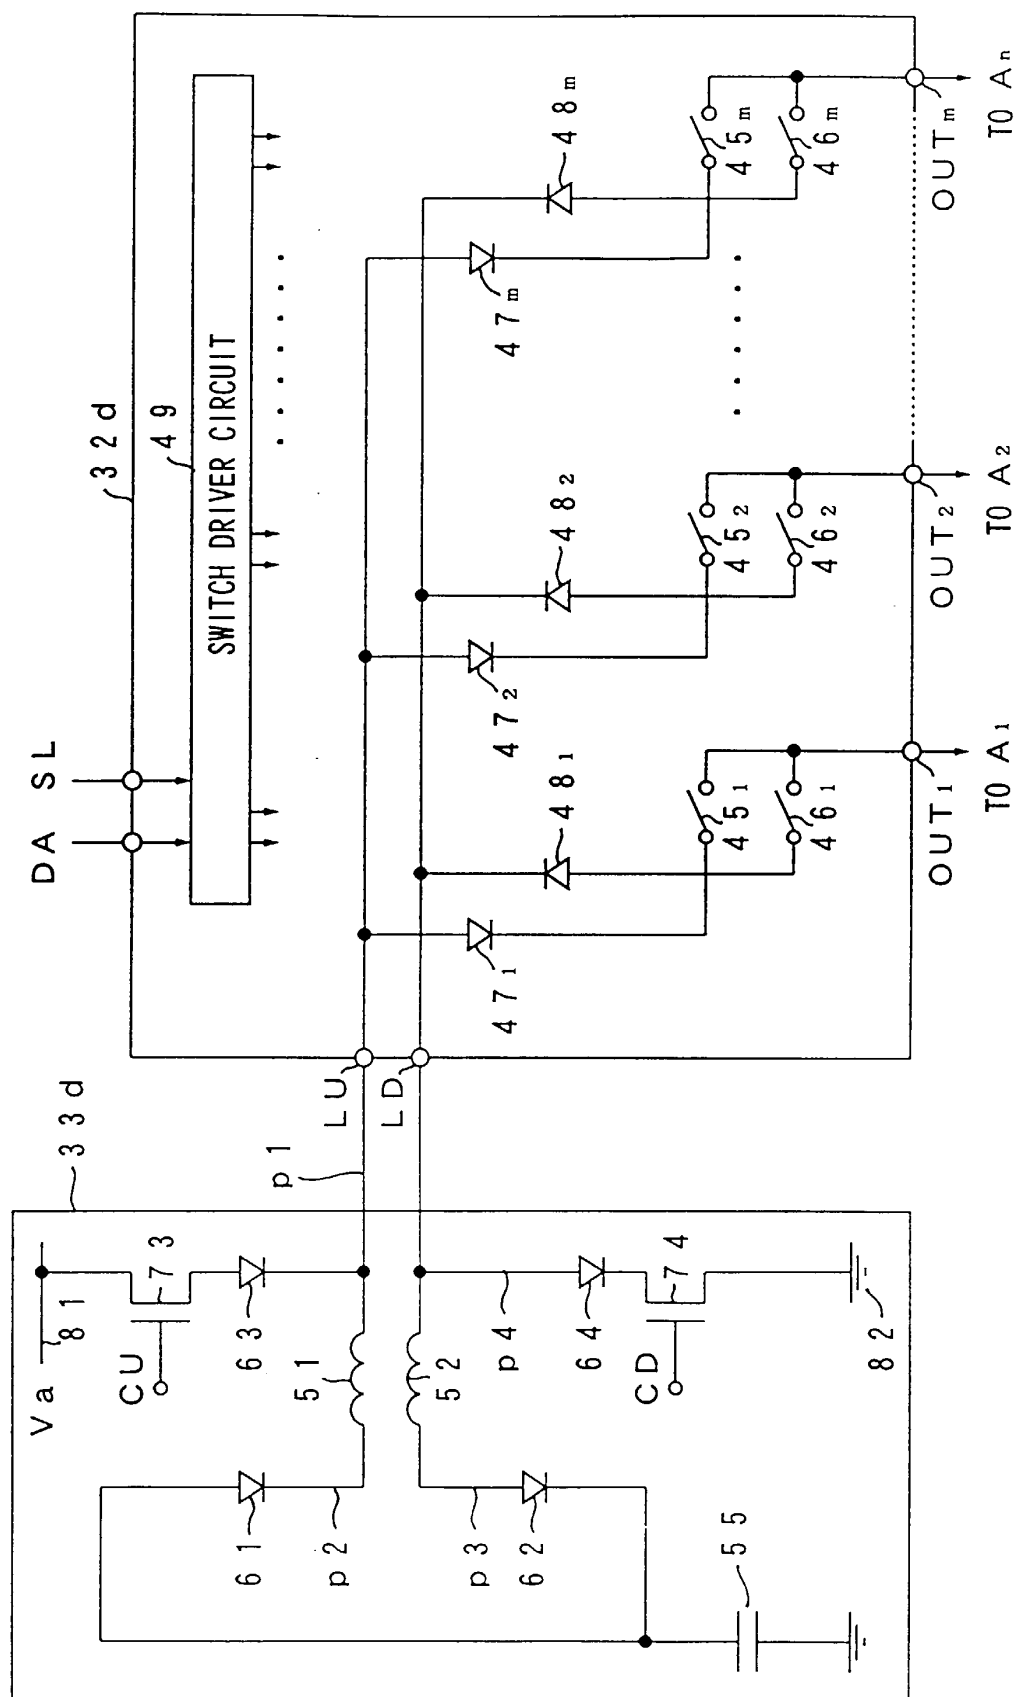 33d
Va
81
CU
73
63
61
p2
51
p1
LU
LD
52
p3
62
p4
64
CD
74
82
55
32d
DA
SL
49
SWITCH DRIVER CIRCUIT
47₁
48₁
45₁
46₁
OUT₁
TO A₁
47₂
48₂
45₂
46₂
OUT₂
TO A₂
47m
48m
45m
46m
OUTm
TO An